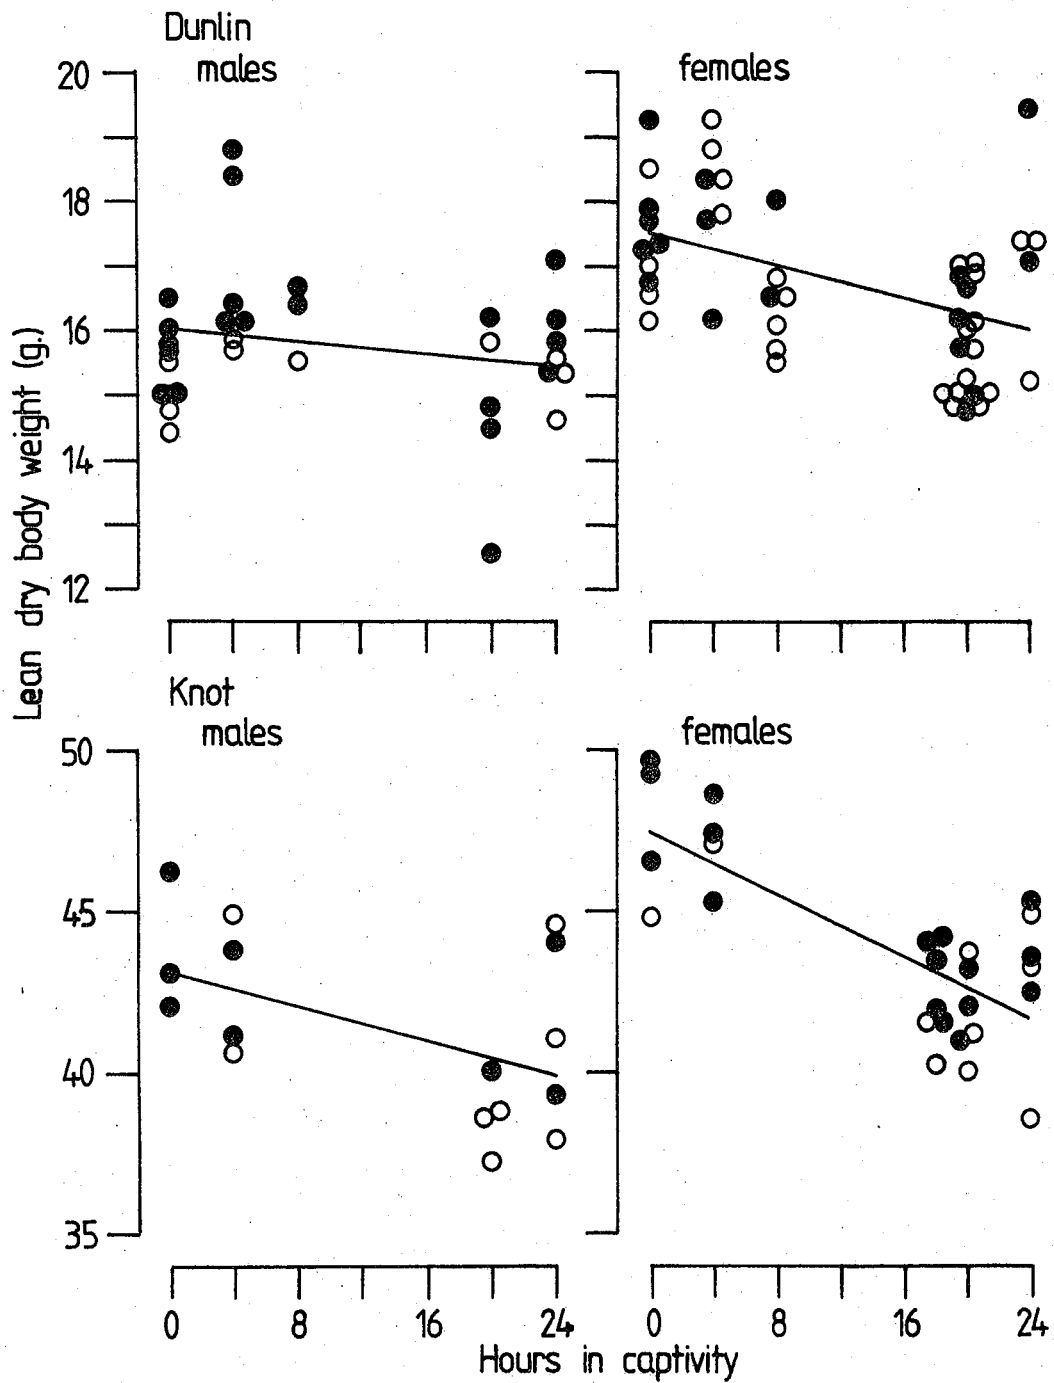 Dunlin
males
females
20
18
16
14
12
Lean dry body weight (g.)
Knot
males
females
50
45
40
35
0 8 16 24 0 8 16 24
Hours in captivity